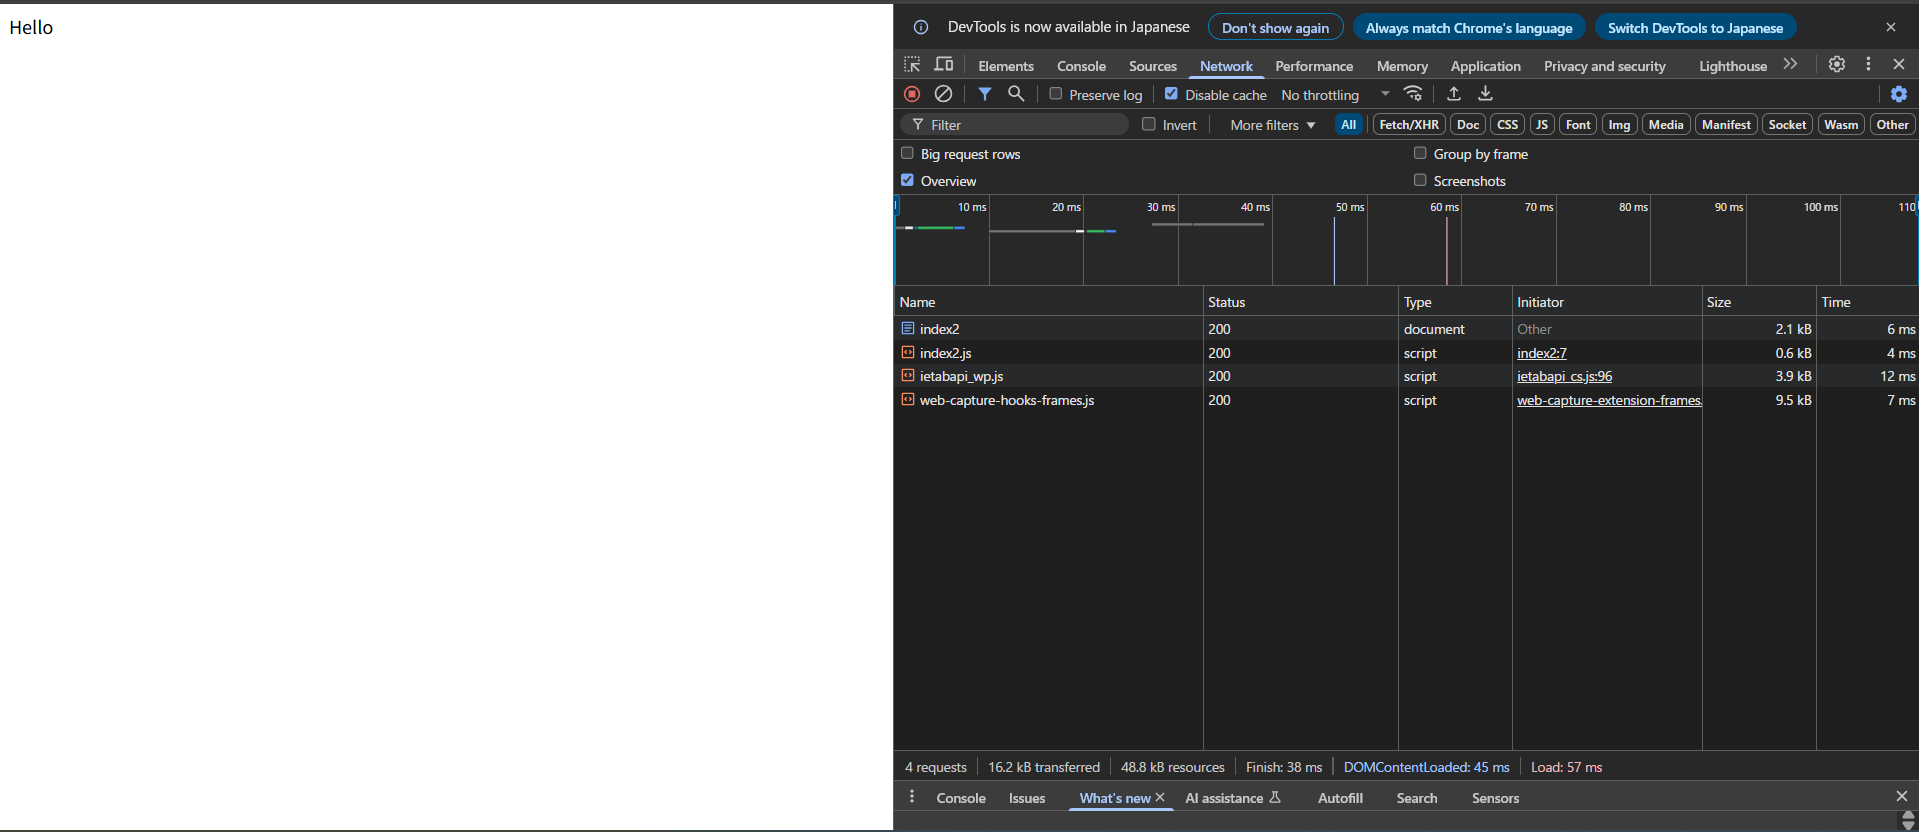 Hello
DevTools is now available in Japanese Don't show again Always match Chrome's language Switch DevTools to Japanese
Elements Console Sources Network Performance Memory Application Privacy and security Lighthouse
Preserve log Disable cache No throttling
Filter Invert More filters All Fetch/XHR Doc CSS JS Font Img Media Manifest Socket Wasm Other
Big request rows Group by frame
Overview Screenshots
10 ms 20 ms 30 ms 40 ms 50 ms 60 ms 70 ms 80 ms 90 ms 100 ms 110
Name Status Type Initiator Size Time
index2 200 document Other 2.1 kB 6 ms
index2.js 200 script index2:7 0.6 kB 4 ms
ietabapi_wp.js 200 script ietabapi_cs.js:96 3.9 kB 12 ms
web-capture-hooks-frames.js 200 script web-capture-extension-frames. 9.5 kB 7 ms
4 requests 16.2 kB transferred 48.8 kB resources Finish: 38 ms DOMContentLoaded: 45 ms Load: 57 ms
Console Issues What's new AI assistance Autofill Search Sensors